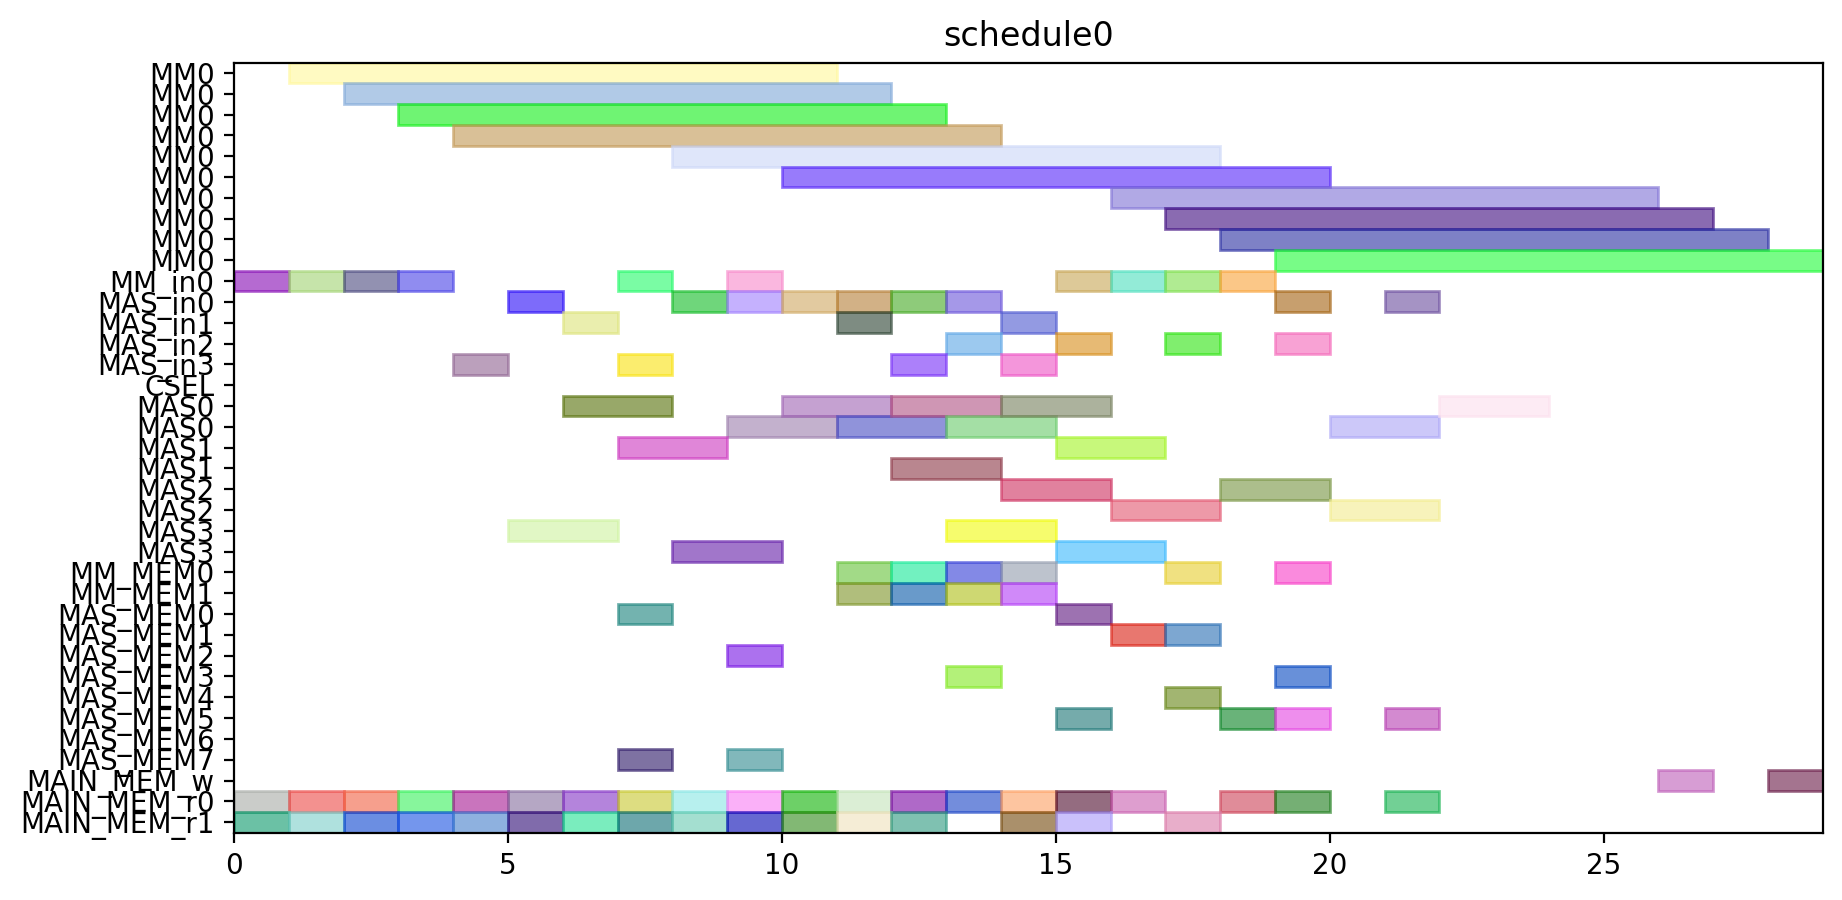 schedule0
MM0
MM0
MM0
MM0
MM0
MM0
MM0
MM0
MM0
MM0
MM_in0
MAS_in0
MAS_in1
MAS_in2
MAS_in3
CSEL
MAS0
MAS0
MAS1
MAS1
MAS2
MAS2
MAS3
MAS3
MM_MEM0
MM_MEM1
MAS_MEM0
MAS_MEM1
MAS_MEM2
MAS_MEM3
MAS_MEM4
MAS_MEM5
MAS_MEM6
MAS_MEM7
MAIN_MEM_w
MAIN_MEM_r0
MAIN_MEM_r1
0 5 10 15 20 25